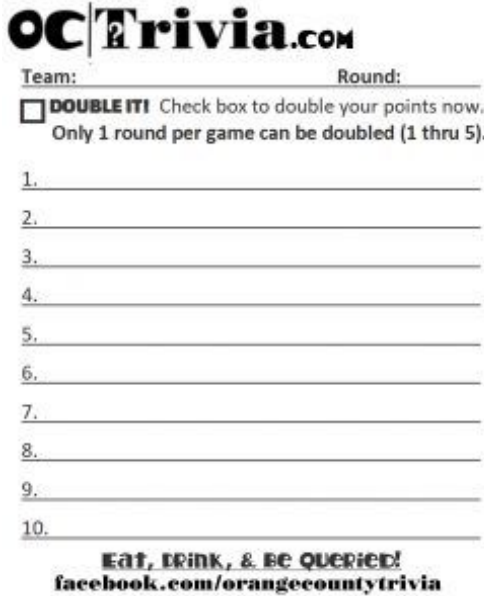 OCTrivia.COM
Team: Round:
DOUBLE IT! Check box to double your points now.
Only 1 round per game can be doubled (1 thru 5).
1.
2.
3.
4.
5.
6.
7.
8.
9.
10.
Eat, DRink, & Be QUERiED!
facebook.com/orangecountytrivia